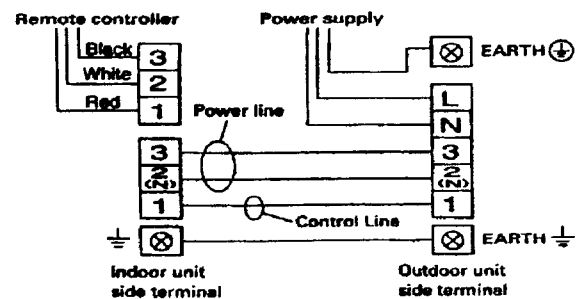 Remote controller
Power supply
Black 3
White 2
Red 1
EARTH
L
N
Power line
3
2
(N)
1
3
2
(N)
1
Control Line
EARTH
Indoor unit
side terminal
Outdoor unit
side terminal